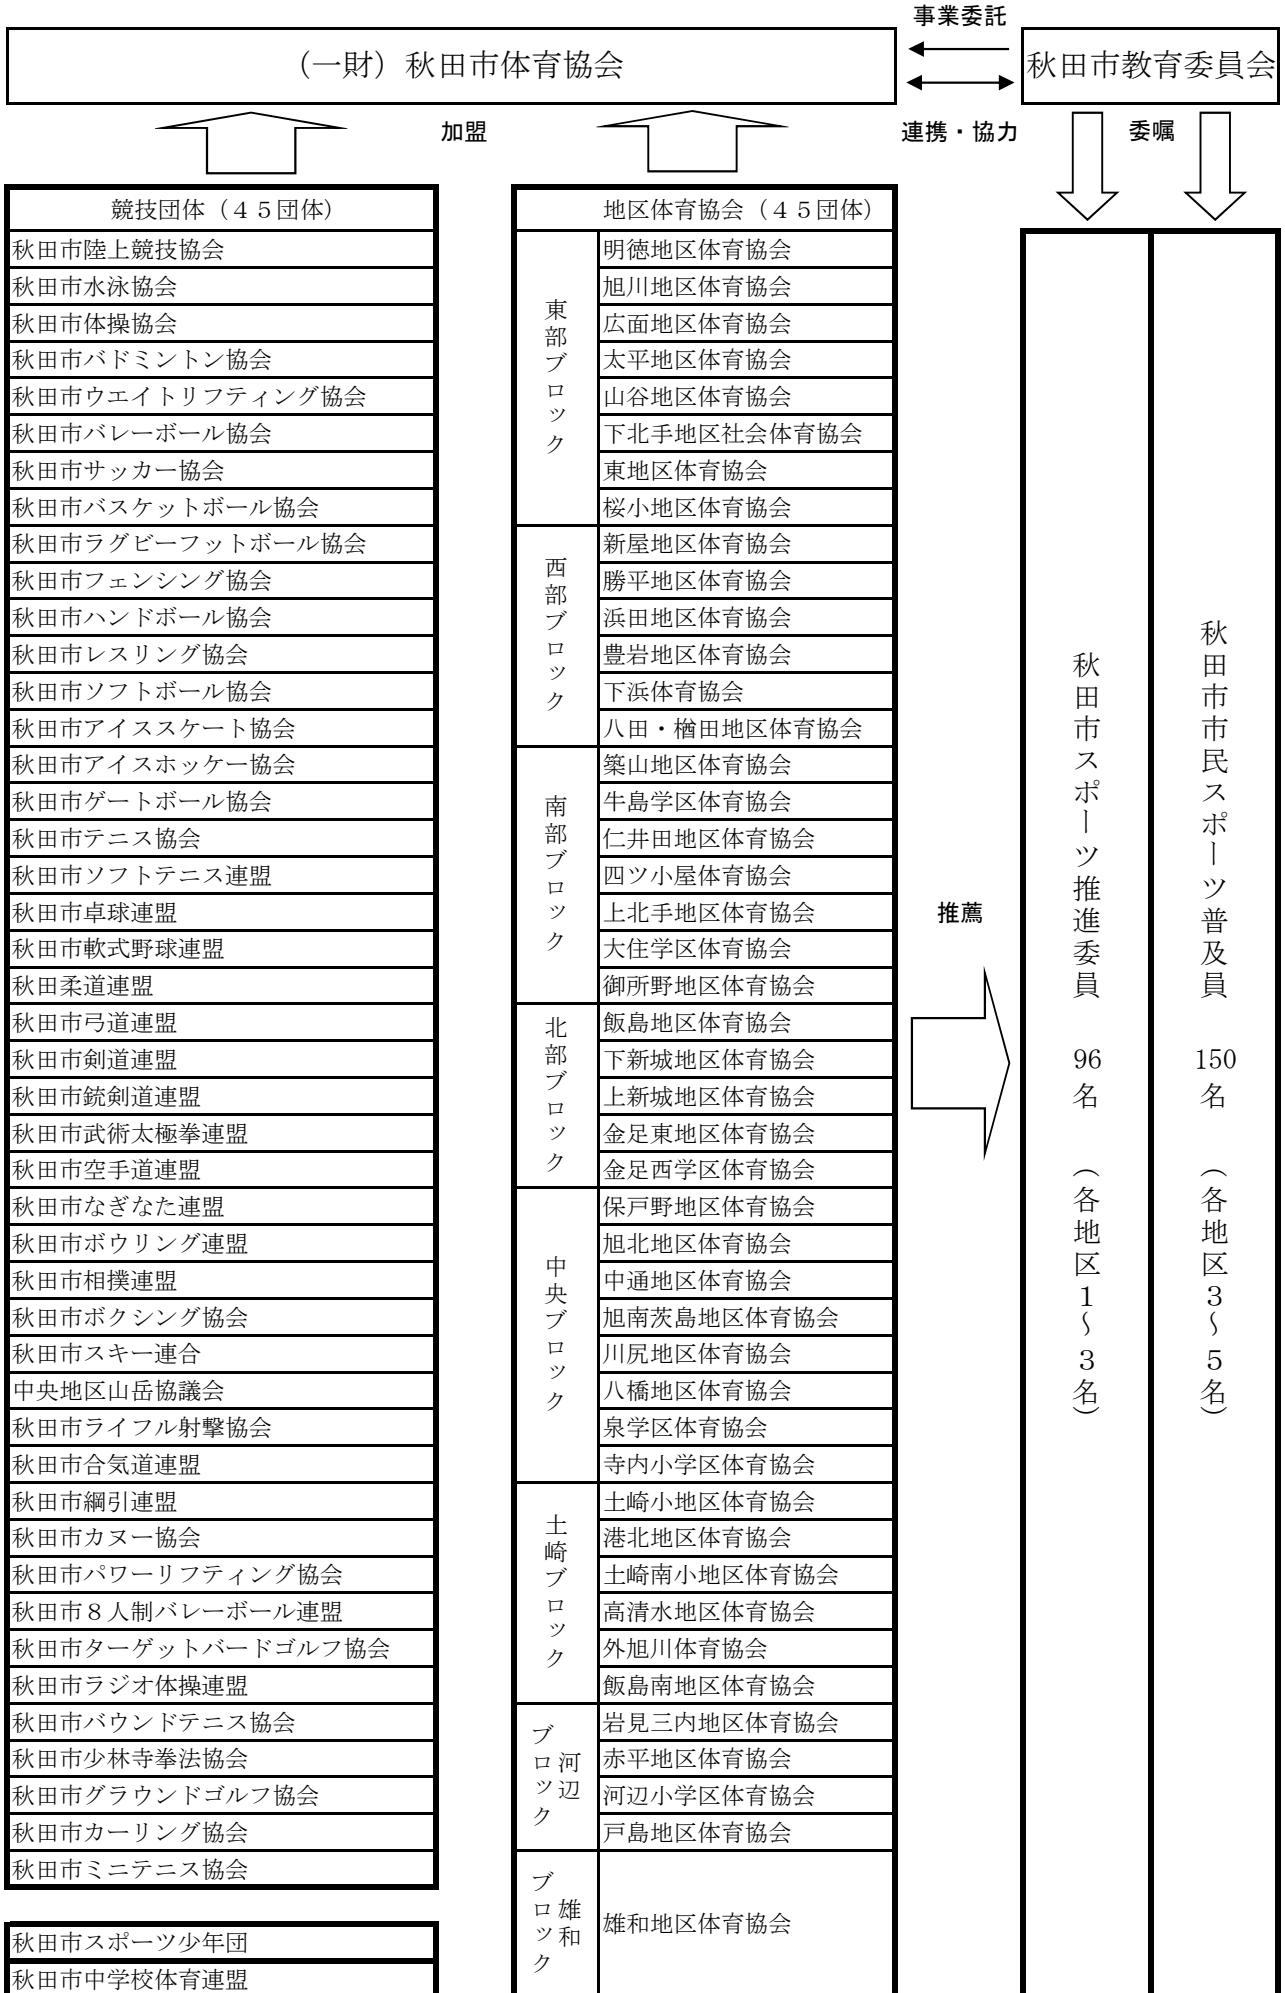 事業委託
（一財）秋田市体育協会
秋田市教育委員会
加盟
連携・協力
委嘱
競技団体（４５団体）
秋田市陸上競技協会
秋田市水泳協会
秋田市体操協会
秋田市バドミントン協会
秋田市ウエイトリフティング協会
秋田市バレーボール協会
秋田市サッカー協会
秋田市バスケットボール協会
秋田市ラグビーフットボール協会
秋田市フェンシング協会
秋田市ハンドボール協会
秋田市レスリング協会
秋田市ソフトボール協会
秋田市アイススケート協会
秋田市アイスホッケー協会
秋田市ゲートボール協会
秋田市テニス協会
秋田市ソフトテニス連盟
秋田市卓球連盟
秋田市軟式野球連盟
秋田柔道連盟
秋田市弓道連盟
秋田市剣道連盟
秋田市銃剣道連盟
秋田市武術太極拳連盟
秋田市空手道連盟
秋田市なぎなた連盟
秋田市ボウリング連盟
秋田市相撲連盟
秋田市ボクシング協会
秋田市スキー連合
中央地区山岳協議会
秋田市ライフル射撃協会
秋田市合気道連盟
秋田市綱引連盟
秋田市カヌー協会
秋田市パワーリフティング協会
秋田市８人制バレーボール連盟
秋田市ターゲットバードゴルフ協会
秋田市ラジオ体操連盟
秋田市バウンドテニス協会
秋田市少林寺拳法協会
秋田市グラウンドゴルフ協会
秋田市カーリング協会
秋田市ミニテニス協会
秋田市スポーツ少年団
秋田市中学校体育連盟
地区体育協会（４５団体）
東部ブロック
明徳地区体育協会
旭川地区体育協会
広面地区体育協会
太平地区体育協会
山谷地区体育協会
下北手地区社会体育協会
東地区体育協会
桜小地区体育協会
西部ブロック
新屋地区体育協会
勝平地区体育協会
浜田地区体育協会
豊岩地区体育協会
下浜体育協会
八田・楢田地区体育協会
南部ブロック
築山地区体育協会
牛島学区体育協会
仁井田地区体育協会
四ツ小屋体育協会
上北手地区体育協会
大住学区体育協会
御所野地区体育協会
北部ブロック
飯島地区体育協会
下新城地区体育協会
上新城地区体育協会
金足東地区体育協会
金足西学区体育協会
中央ブロック
保戸野地区体育協会
旭北地区体育協会
中通地区体育協会
旭南茨島地区体育協会
川尻地区体育協会
八橋地区体育協会
泉学区体育協会
寺内小学区体育協会
土崎ブロック
土崎小地区体育協会
港北地区体育協会
土崎南小地区体育協会
高清水地区体育協会
外旭川体育協会
飯島南地区体育協会
河辺
ブロック
岩見三内地区体育協会
赤平地区体育協会
河辺小学区体育協会
戸島地区体育協会
雄和
ブロック
雄和地区体育協会
推薦
秋田市スポーツ推進委員　96名　（各地区１～３名）
秋田市市民スポーツ普及員　150名　（各地区３～５名）